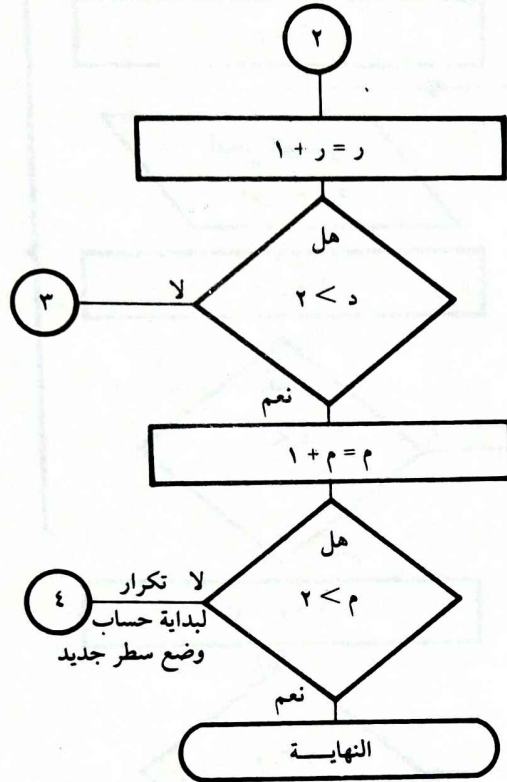 ٢
ر = ر + ١
هل
د > ٢
لا
٣
نعم
م = م + ١
هل
م > ٢
لا تكرار
لبداية حساب
وضع سطر جديد
٤
نعم
النهايـــة